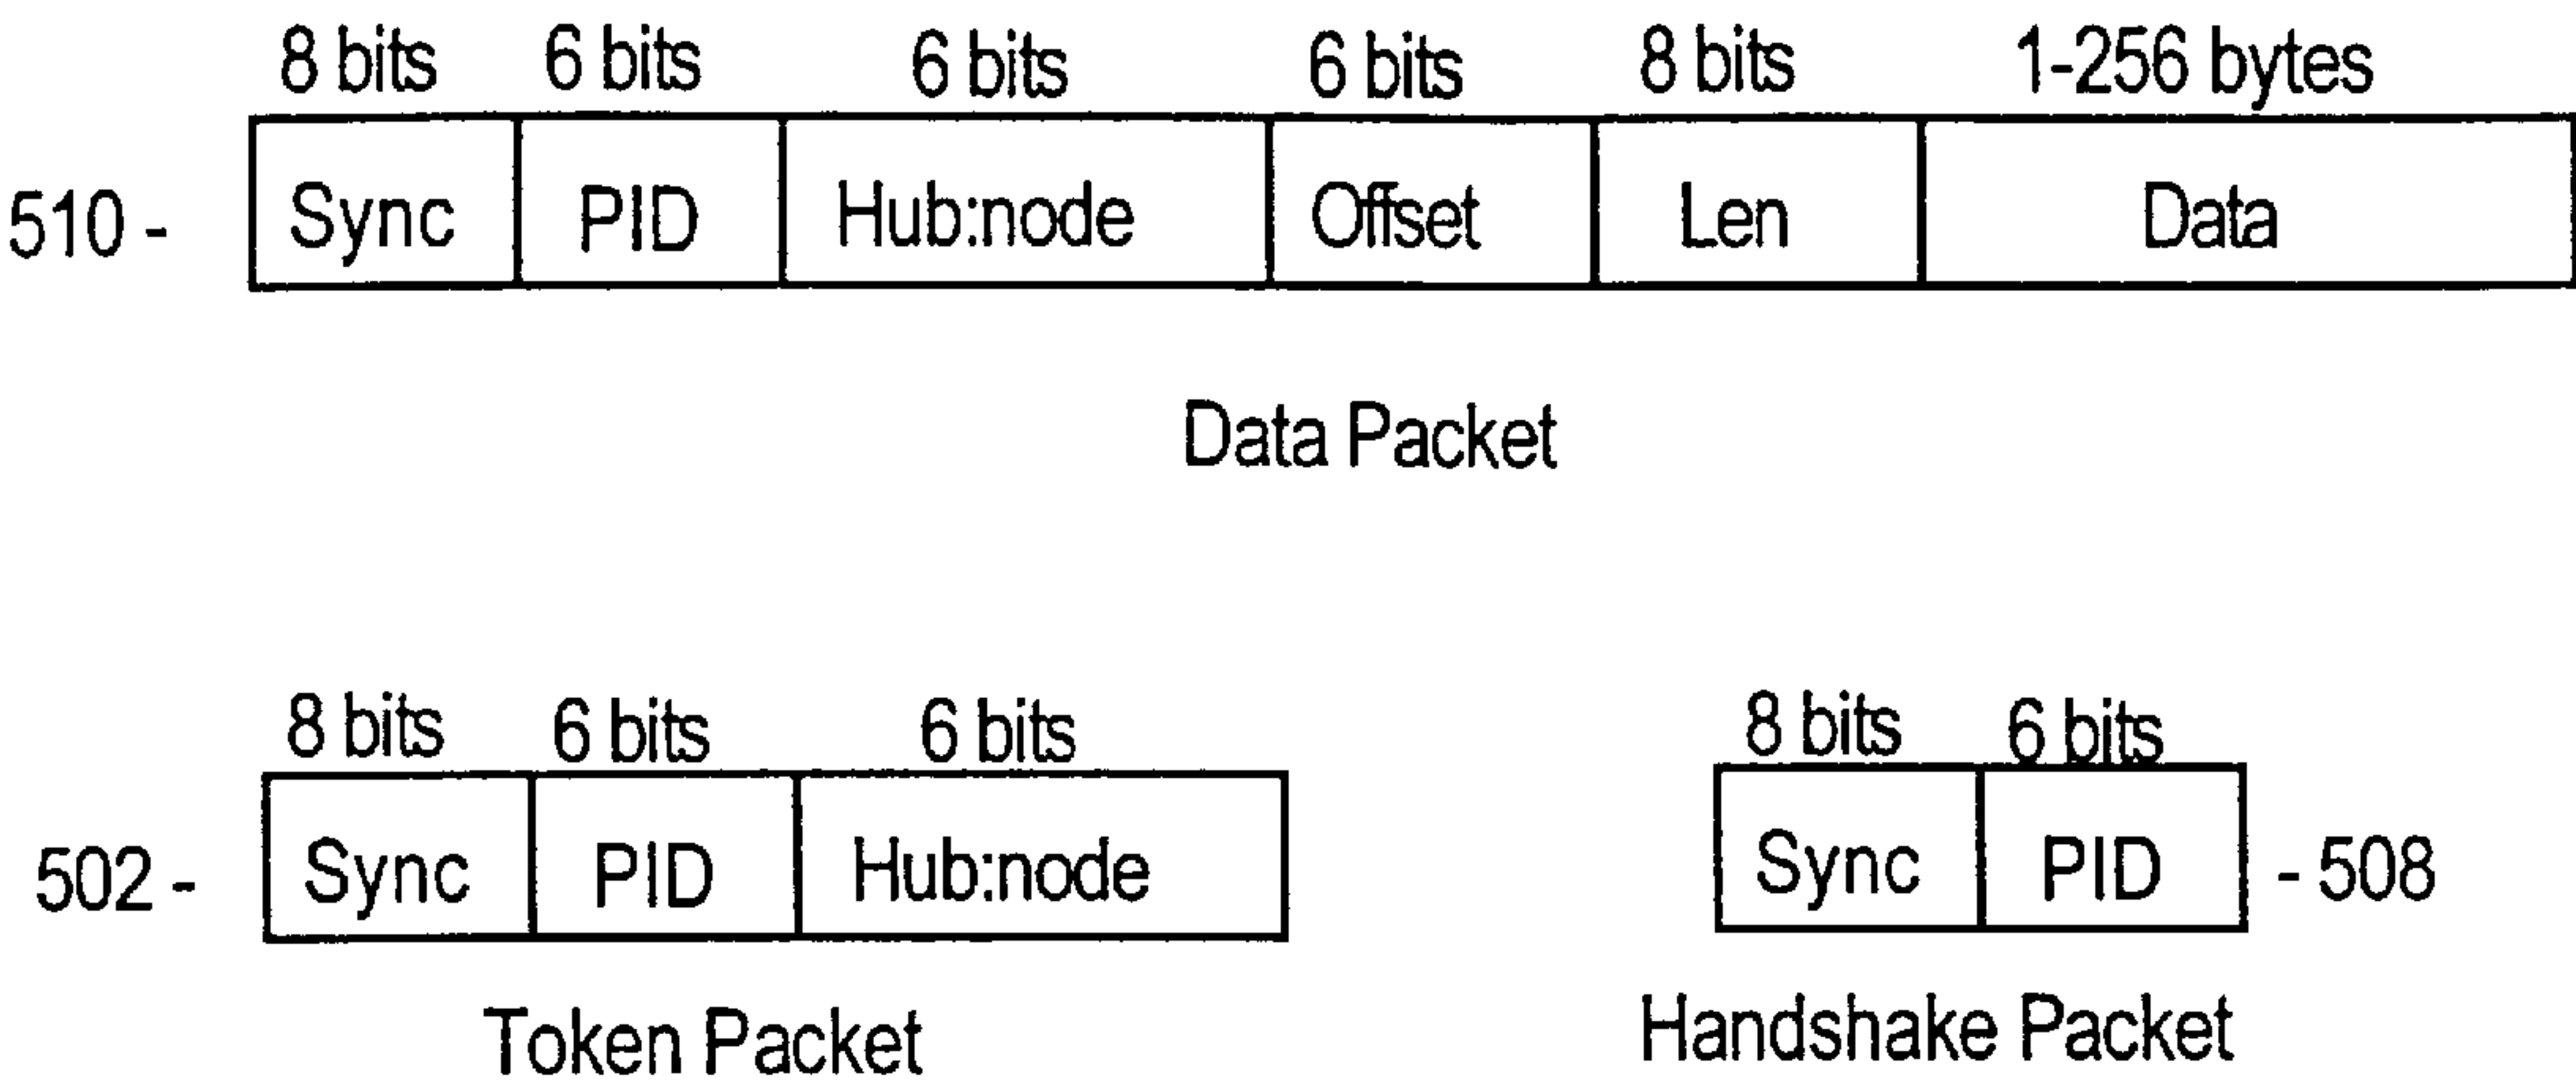 8 bits 6 bits 6 bits 6 bits 8 bits 1-256 bytes
510 - Sync PID Hub:node Offset Len Data
Data Packet
8 bits 6 bits 6 bits
502 - Sync PID Hub:node
Token Packet
8 bits 6 bits
Sync PID - 508
Handshake Packet